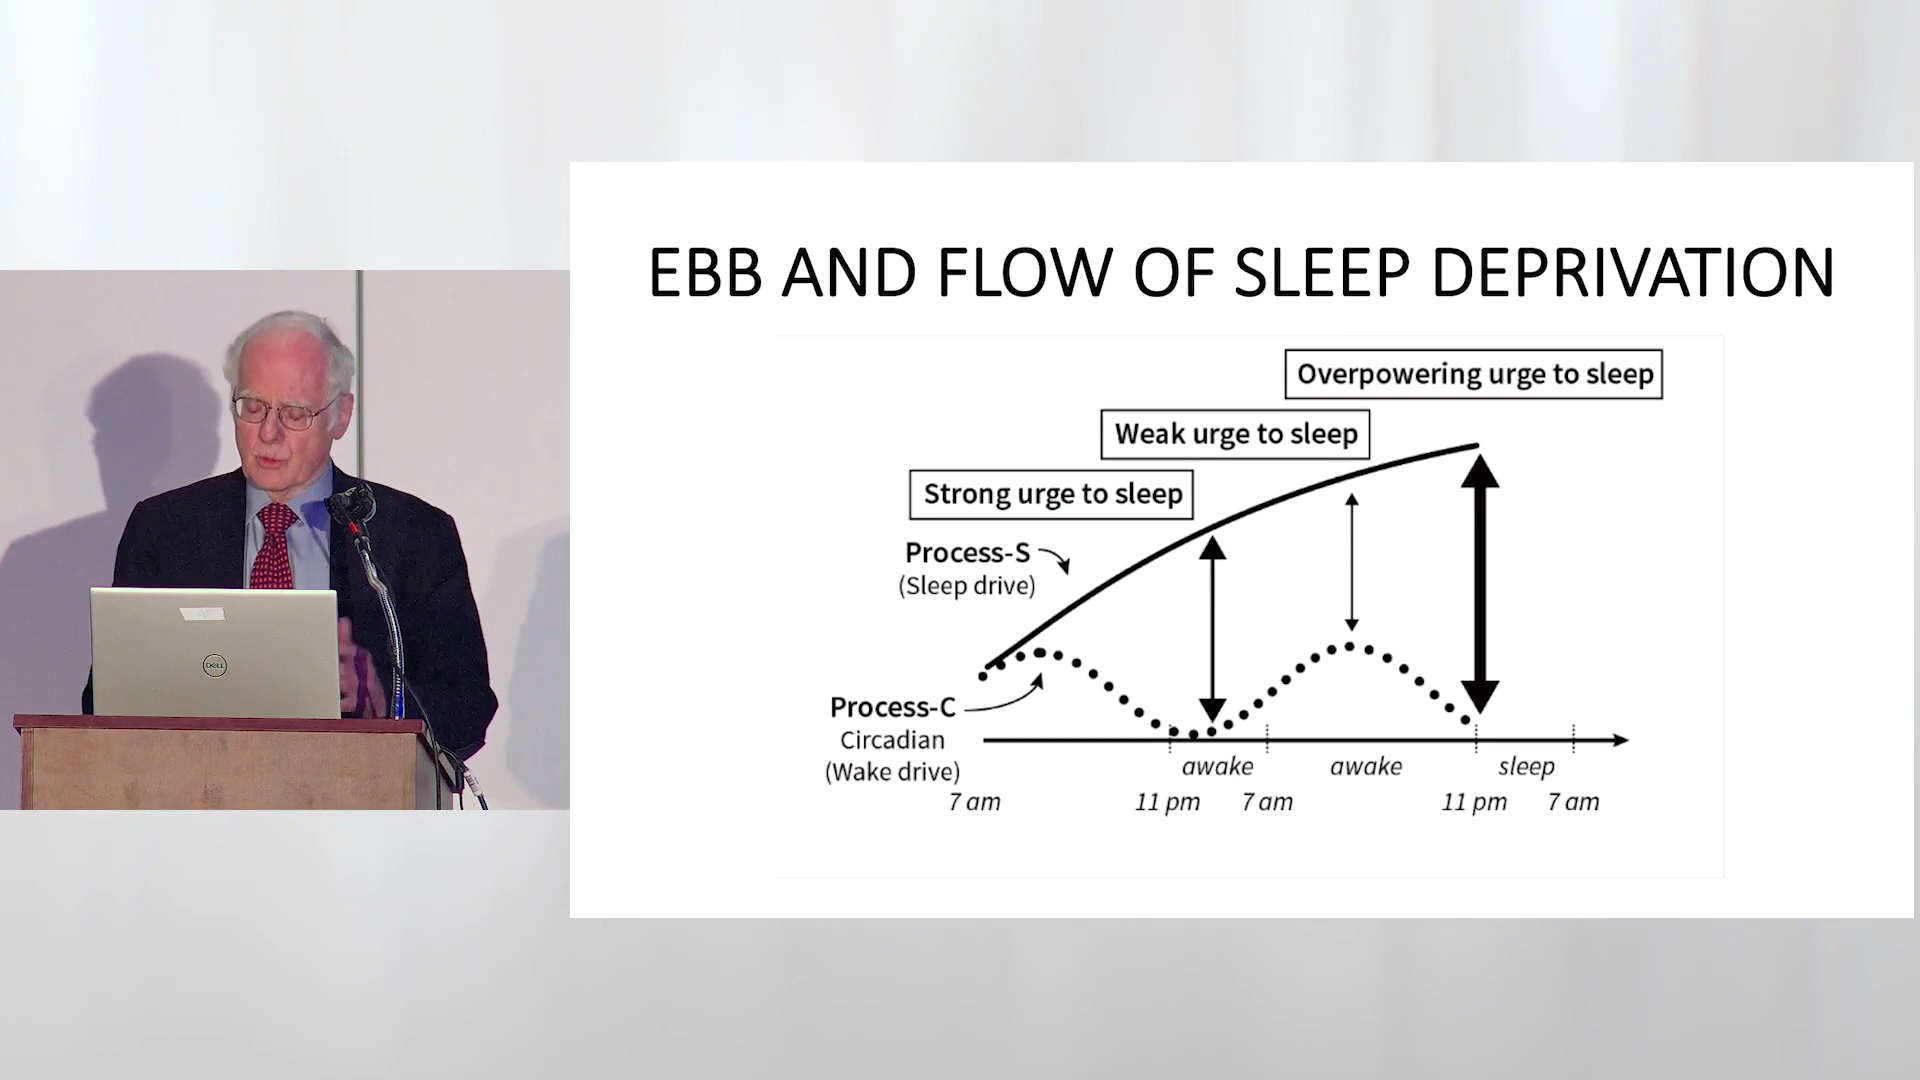 EBB AND FLOW OF SLEEP DEPRIVATION
Overpowering urge to sleep
Weak urge to sleep
Strong urge to sleep
Process-S
(Sleep drive)
Process-C
Circadian
(Wake drive)
awake awake sleep
7 am 11 pm 7 am 11 pm 7 am
DELL